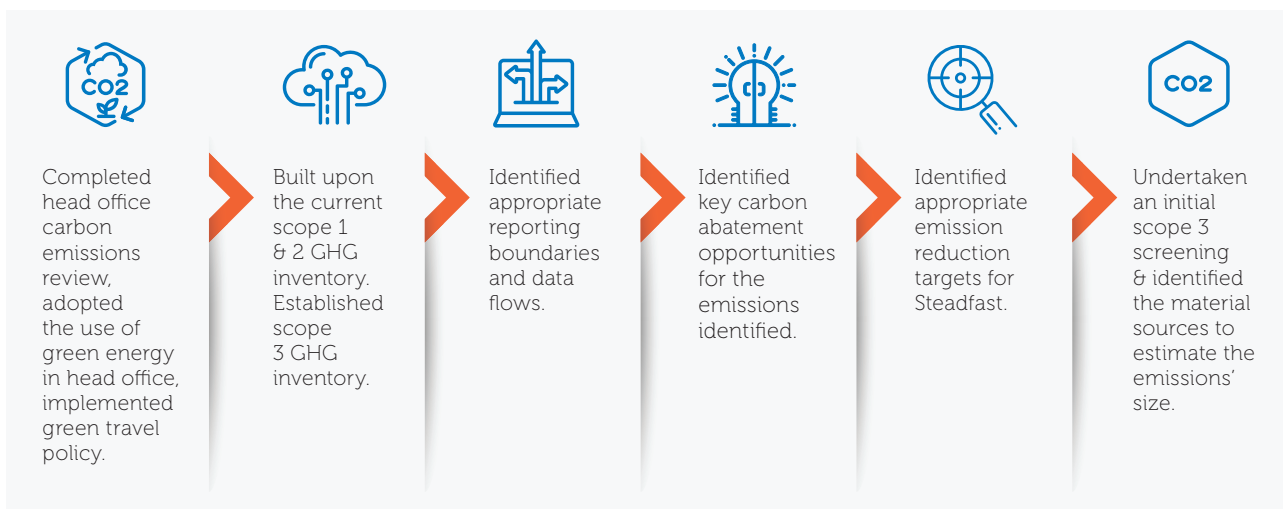 CO2
Completed
head office
carbon
emissions
review,
adopted
the use of
green energy
in head office,
implemented
green travel
policy.
Built upon
the current
scope 1
& 2 GHG
inventory.
Established
scope
3 GHG
inventory.
Identified
appropriate
reporting
boundaries
and data
flows.
Identified
key carbon
abatement
opportunities
for the
emissions
identified.
Identified
appropriate
emission
reduction
targets for
Steadfast.
CO2
Undertaken
an initial
scope 3
screening
& identified
the material
sources to
estimate the
emissions’
size.